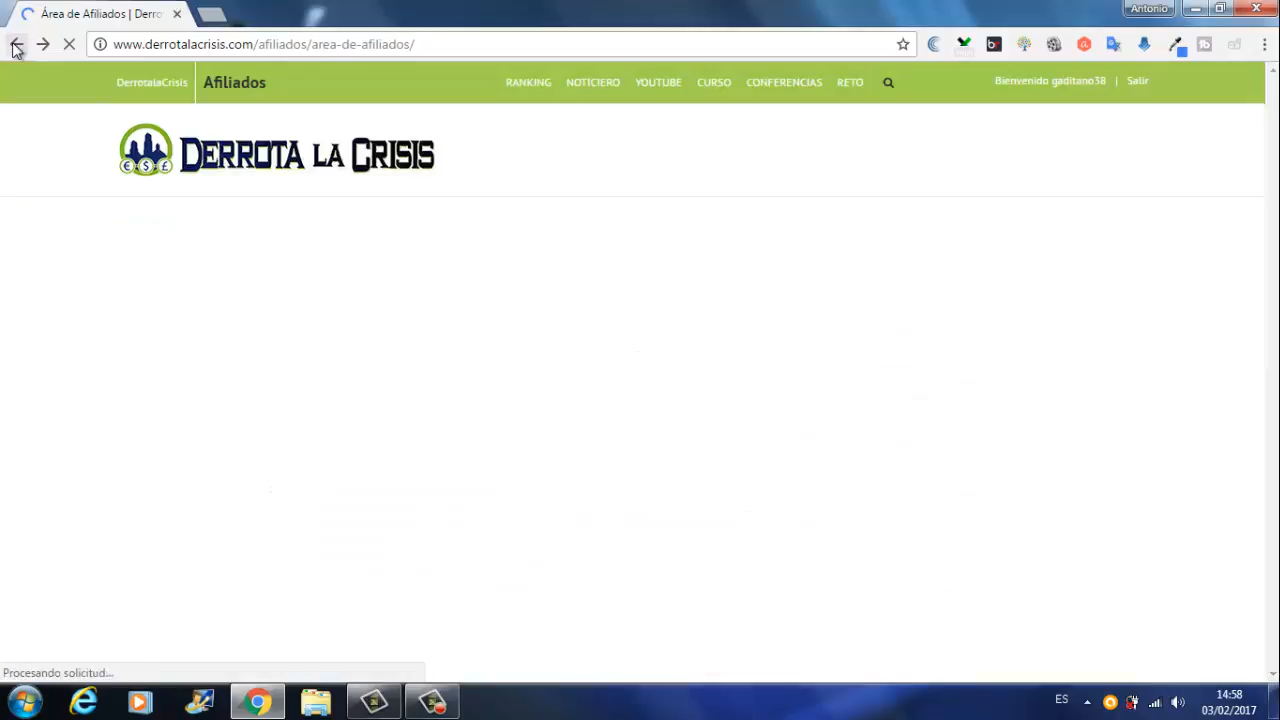 Área de Afiliados | Derro
Antonio
www.derrotalacrisis.com/afiliados/area-de-afiliados/
DerrotalaCrisis
Afiliados
RANKING
NOTICIERO
YOUTUBE
CURSO
CONFERENCIAS
RETO
Bienvenido gaditano38 | Salir
DERROTA LA CRISIS
Procesando solicitud...
ES
14:58
03/02/2017